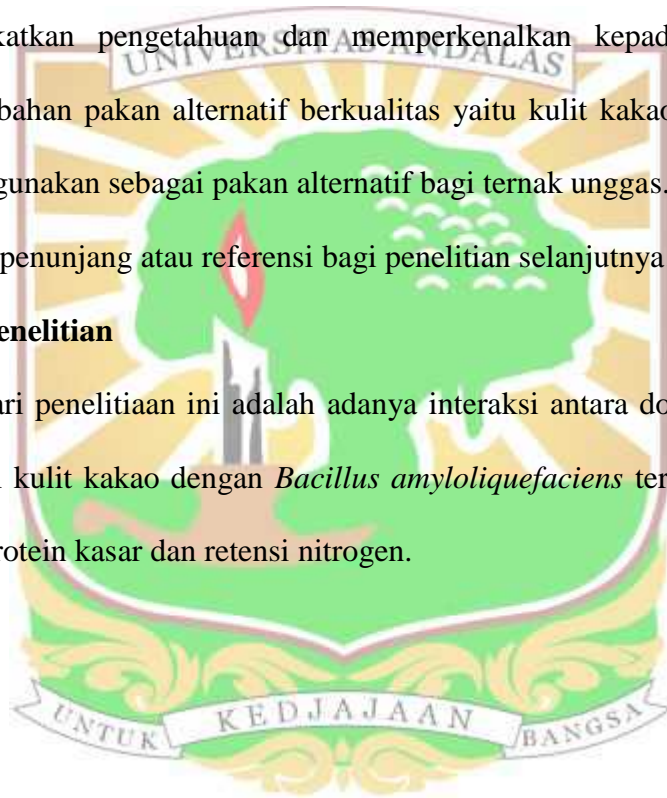 katkan pengetahuan dan memperkenalkan kepad
UNIVERSITAS ANDALAS
bahan pakan alternatif berkualitas yaitu kulit kakao
gunakan sebagai pakan alternatif bagi ternak unggas.
penunjang atau referensi bagi penelitian selanjutnya
enelitian
ari penelitiaan ini adalah adanya interaksi antara do
kulit kakao dengan Bacillus amyloliquefaciens ter
rotein kasar dan retensi nitrogen.
UNTUK KEDJAJAAN BANGSA